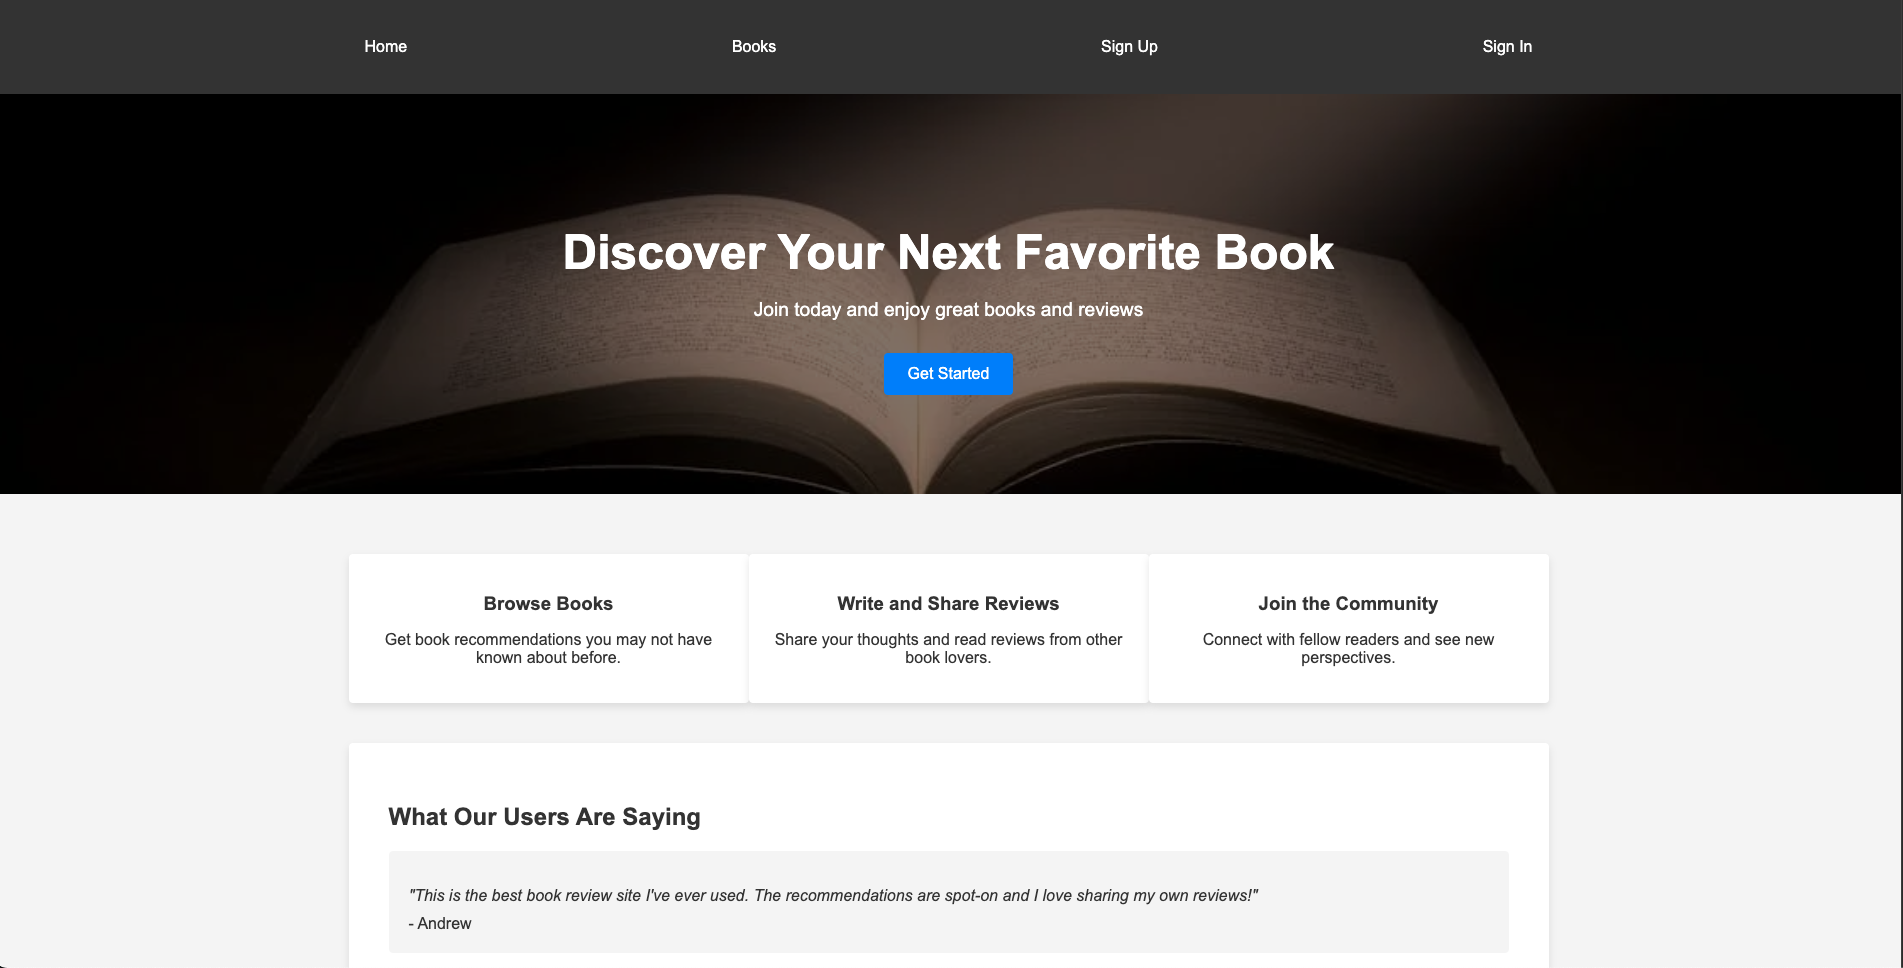 Home Books Sign Up Sign In
Discover Your Next Favorite Book
Join today and enjoy great books and reviews
Get Started
Browse Books
Get book recommendations you may not have
known about before.
Write and Share Reviews
Share your thoughts and read reviews from other
book lovers.
Join the Community
Connect with fellow readers and see new
perspectives.
What Our Users Are Saying
"This is the best book review site I've ever used. The recommendations are spot-on and I love sharing my own reviews!"
- Andrew